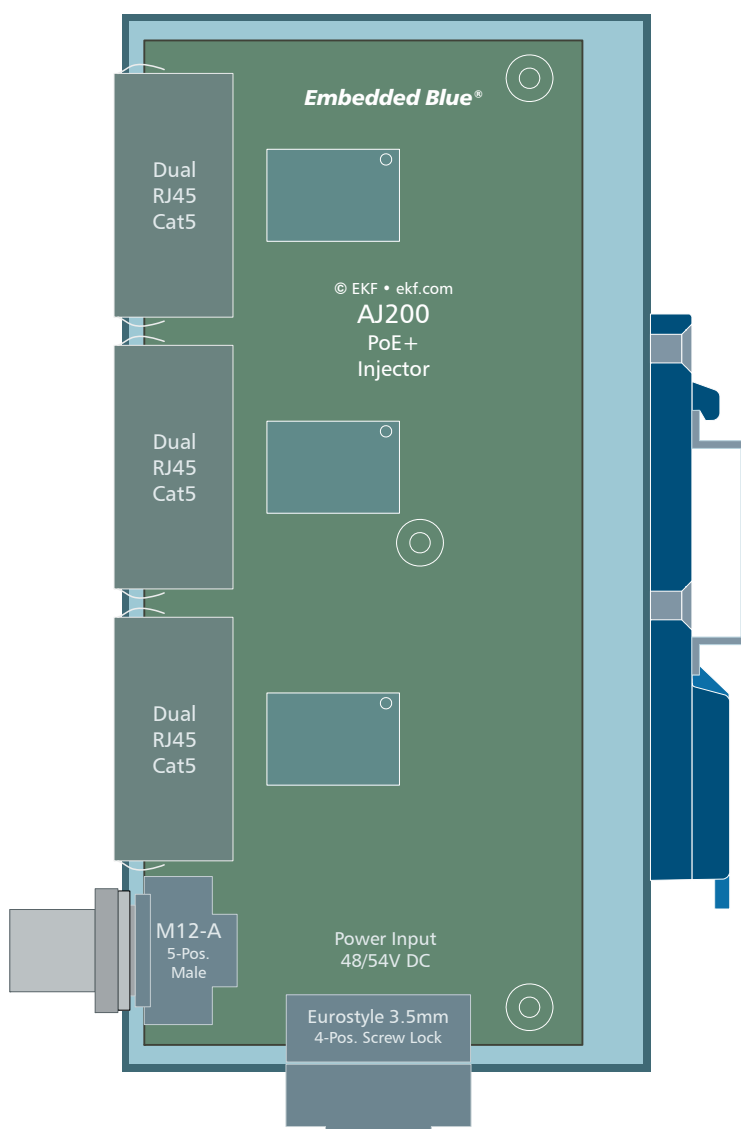 Embedded Blue®
Dual
RJ45
Cat5
© EKF • ekf.com
AJ200
PoE+
Injector
Dual
RJ45
Cat5
Dual
RJ45
Cat5
M12-A
5-Pos.
Male
Power Input
48/54V DC
Eurostyle 3.5mm
4-Pos. Screw Lock